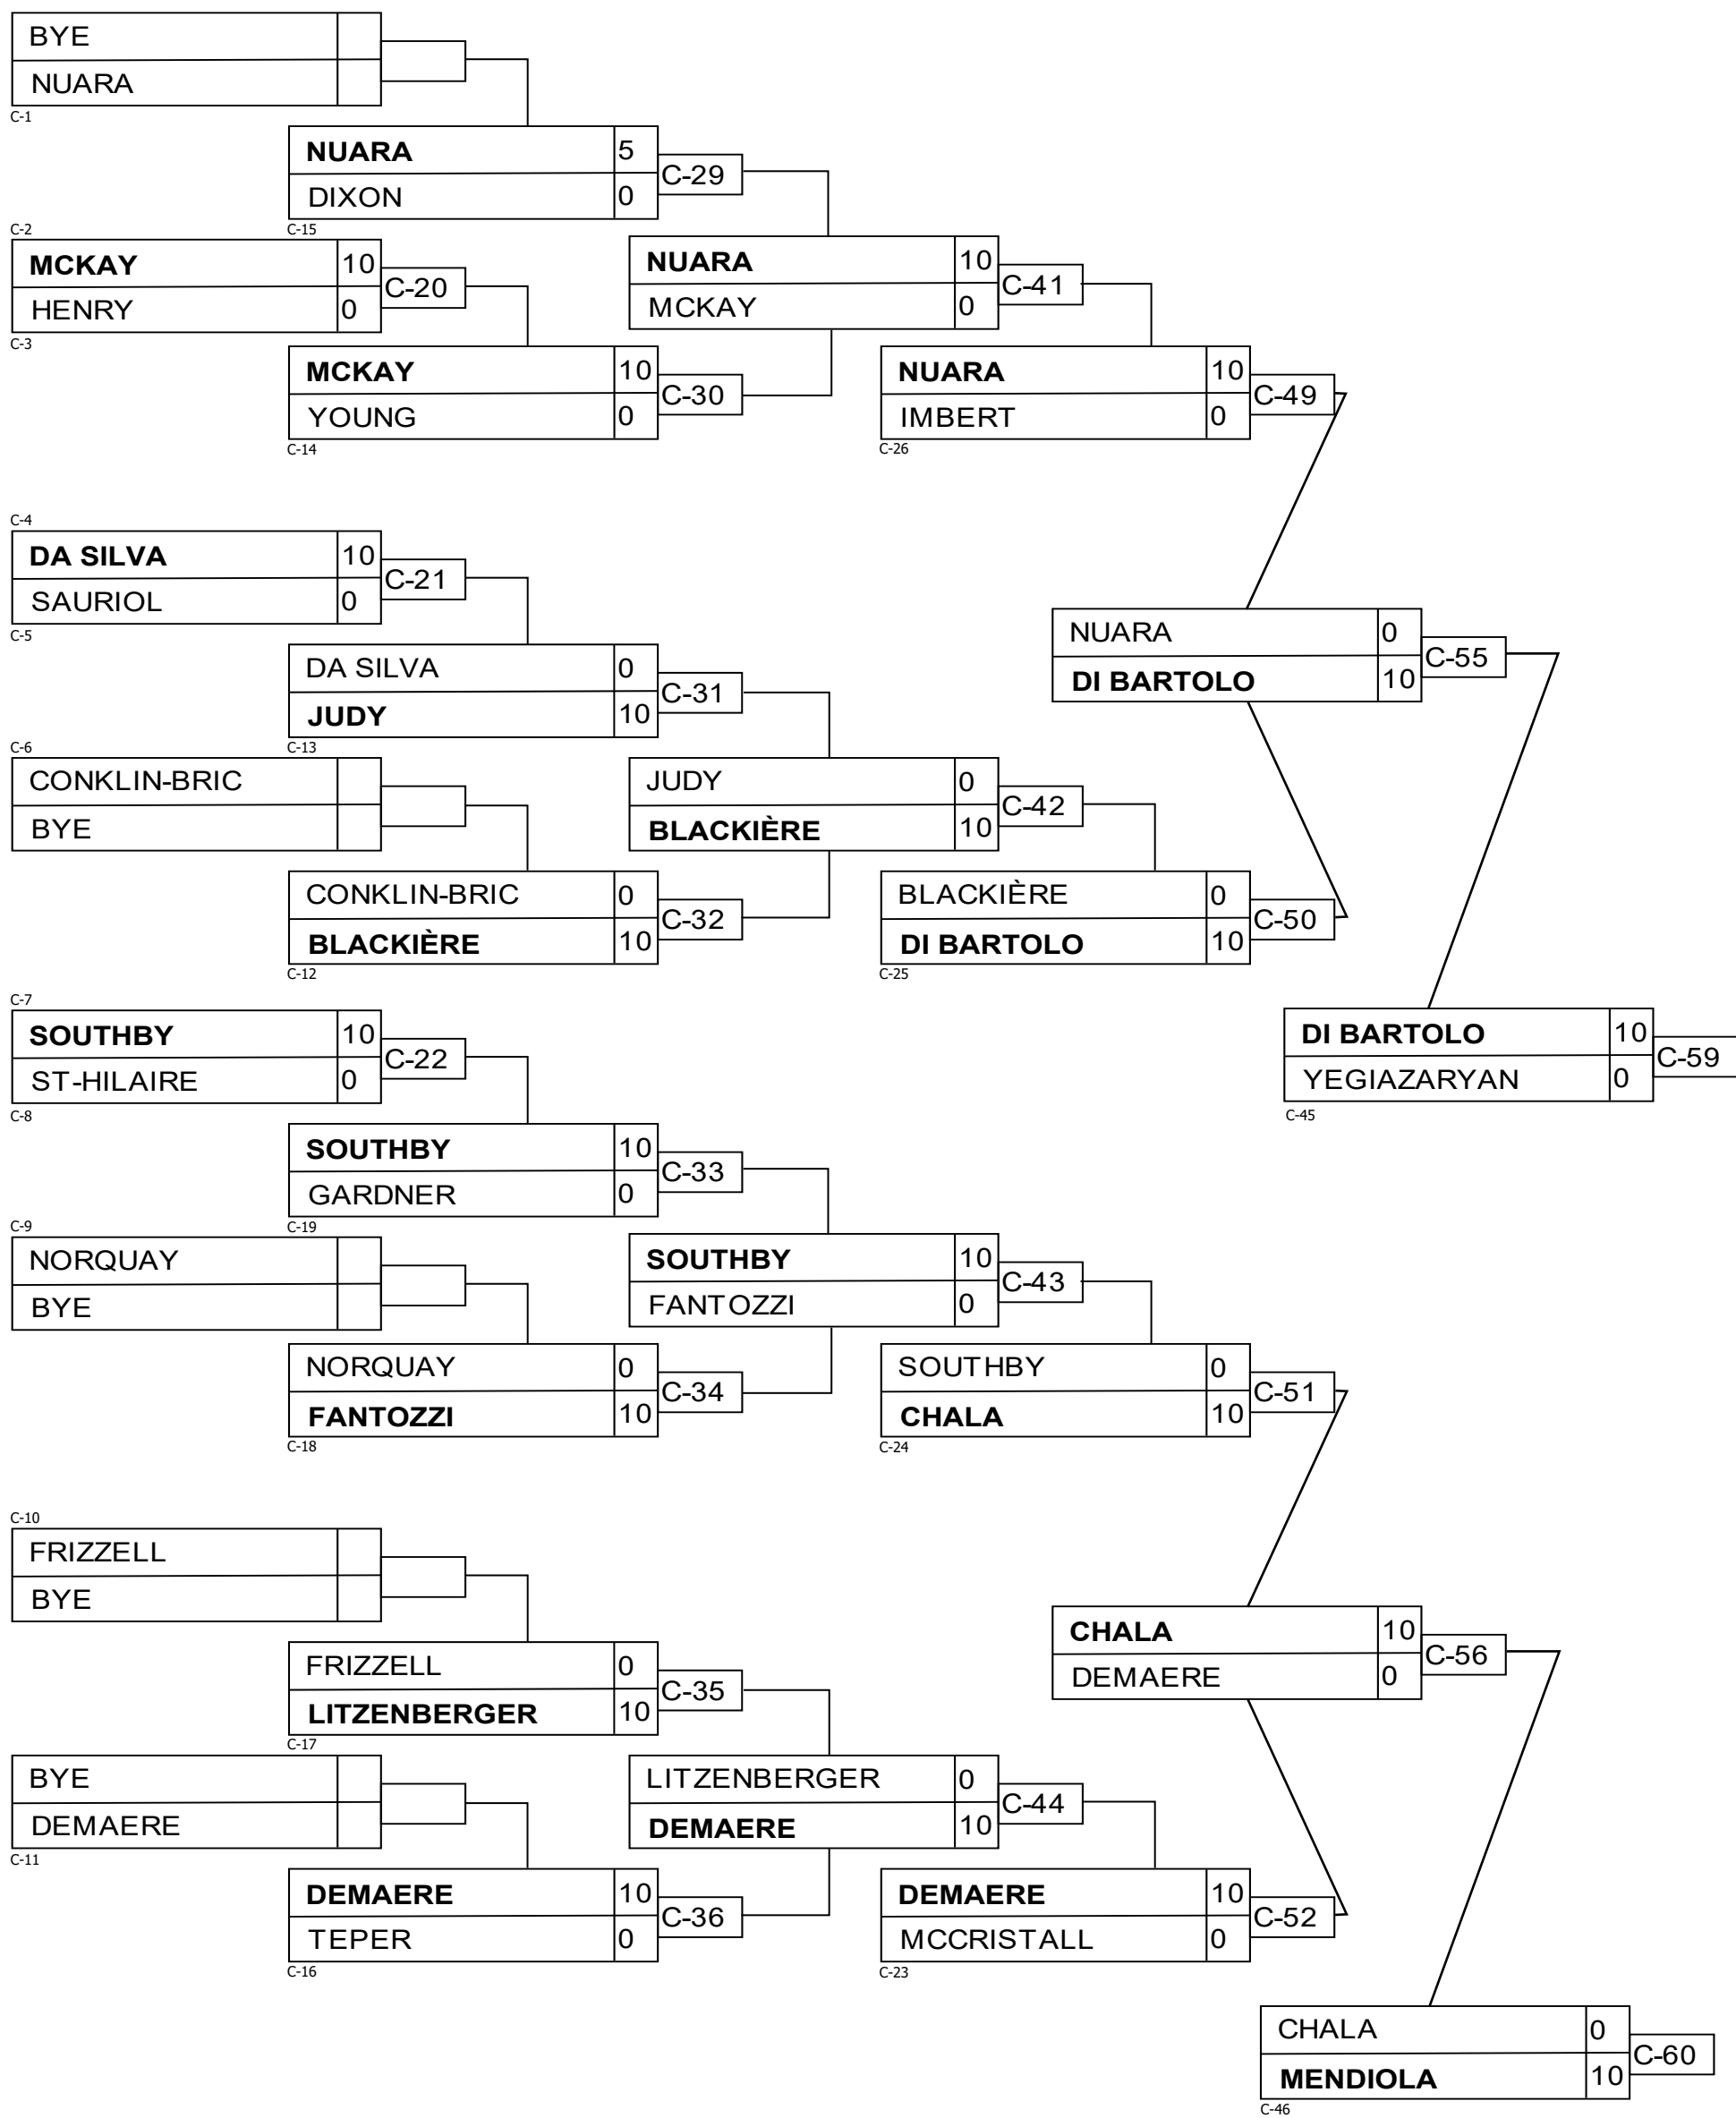 BYE
NUARA
C-1
NUARA 5
DIXON 0
C-29
C-15
C-2
MCKAY 10
HENRY 0
C-20
C-3
NUARA 10
MCKAY 0
C-41
MCKAY 10
YOUNG 0
C-30
C-14
NUARA 10
IMBERT 0
C-49
C-26
C-4
DA SILVA 10
SAURIOL 0
C-21
C-5
NUARA 0
DI BARTOLO 10
C-55
DA SILVA 0
JUDY 10
C-31
C-13
C-6
CONKLIN-BRIC
BYE
JUDY 0
BLACKIÈRE 10
C-42
CONKLIN-BRIC 0
BLACKIÈRE 10
C-32
C-12
BLACKIÈRE 0
DI BARTOLO 10
C-50
C-25
C-7
SOUTHBY 10
ST-HILAIRE 0
C-22
C-8
DI BARTOLO 10
YEGIAZARYAN 0
C-59
C-45
SOUTHBY 10
GARDNER 0
C-33
C-19
C-9
NORQUAY
BYE
SOUTHBY 10
FANTOZZI 0
C-43
NORQUAY 0
FANTOZZI 10
C-34
C-18
SOUTHBY 0
CHALA 10
C-51
C-24
C-10
FRIZZELL
BYE
CHALA 10
DEMAERE 0
C-56
FRIZZELL 0
LITZENBERGER 10
C-35
C-17
BYE
DEMAERE
C-11
LITZENBERGER 0
DEMAERE 10
C-44
DEMAERE 10
TEPER 0
C-36
C-16
DEMAERE 10
MCCRISTALL 0
C-52
C-23
CHALA 0
MENDIOLA 10
C-60
C-46